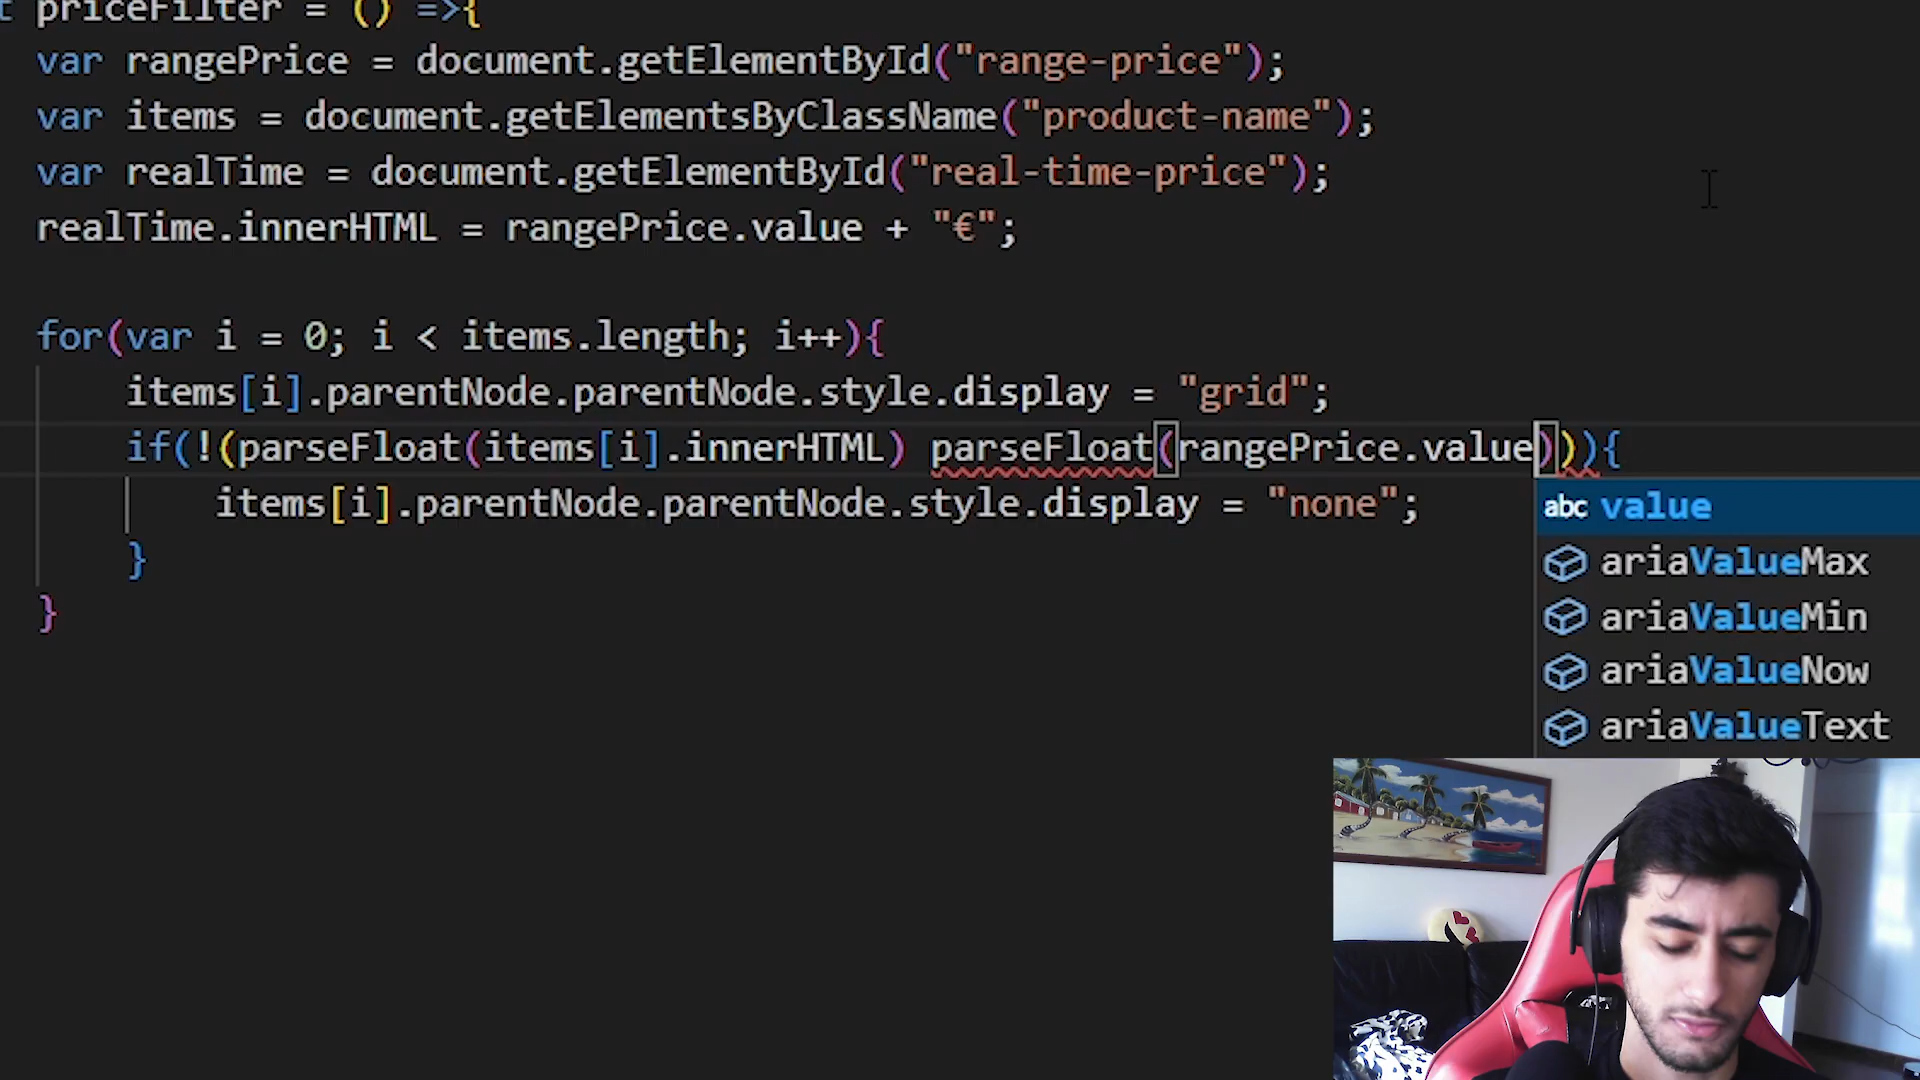 t priceFilter = () =>{
var rangePrice = document.getElementById("range-price");
var items = document.getElementsByClassName("product-name");
var realTime = document.getElementById("real-time-price");
realTime.innerHTML = rangePrice.value + "€";
for(var i = 0; i < items.length; i++){
items[i].parentNode.parentNode.style.display = "grid";
if(!(parseFloat(items[i].innerHTML) parseFloat(rangePrice.value))){
items[i].parentNode.parentNode.style.display = "none";
}
}
abc value
ariaValueMax
ariaValueMin
ariaValueNow
ariaValueText